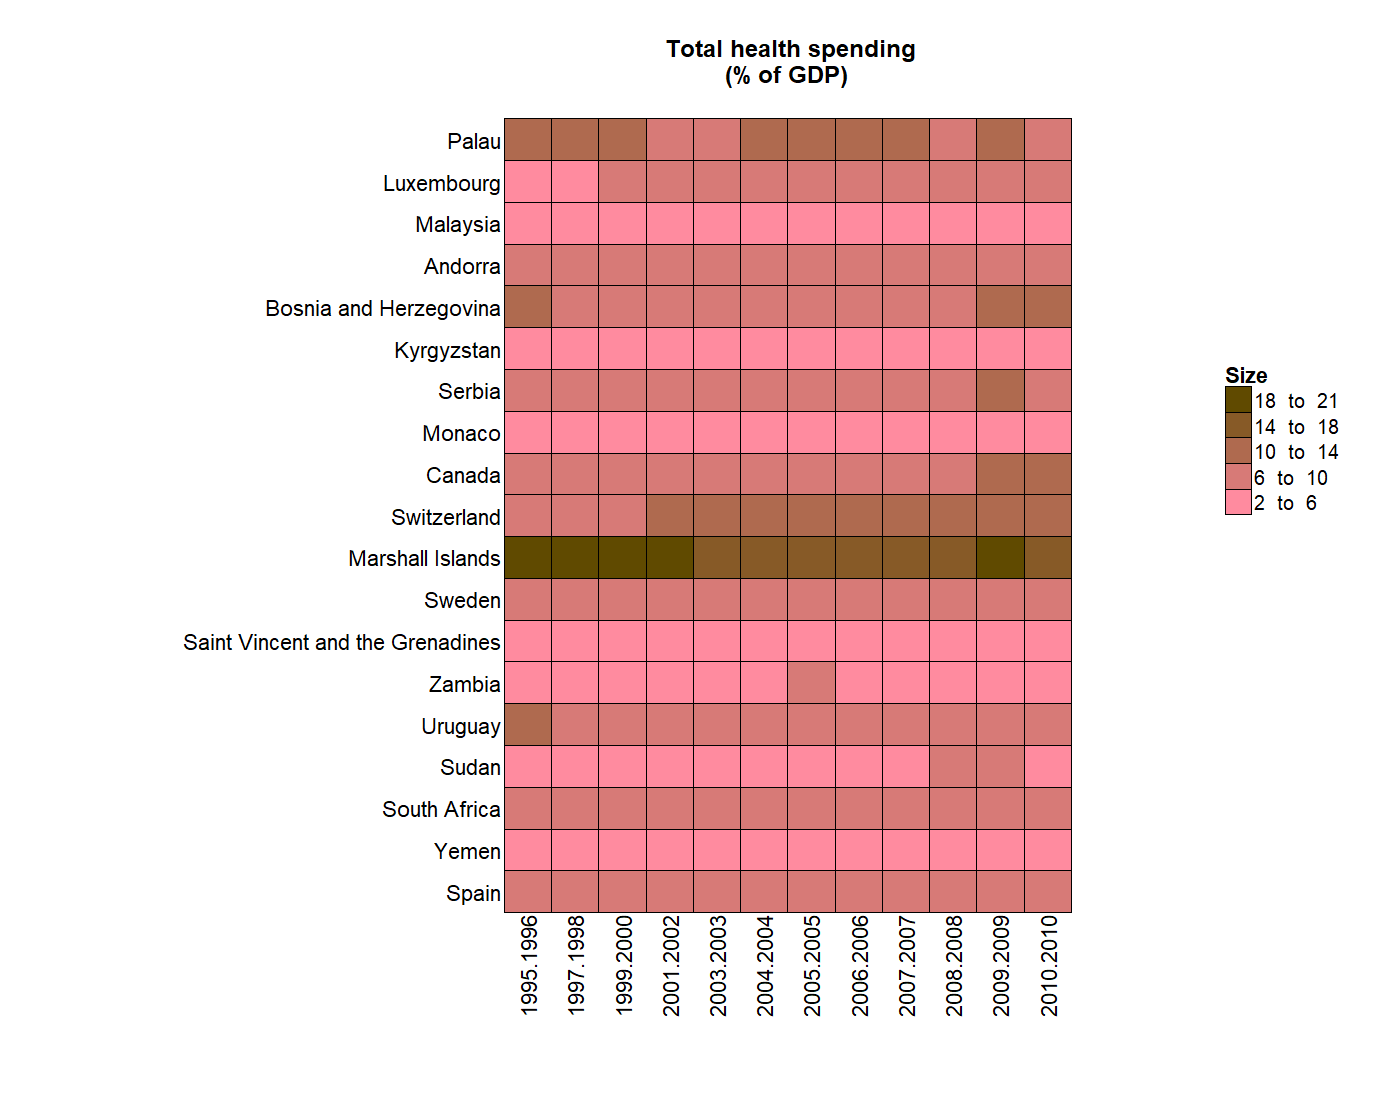 Total health spending
(% of GDP)
Palau
Luxembourg
Malaysia
Andorra
Bosnia and Herzegovina
Kyrgyzstan
Serbia
Monaco
Canada
Switzerland
Marshall Islands
Sweden
Saint Vincent and the Grenadines
Zambia
Uruguay
Sudan
South Africa
Yemen
Spain
1995.1996
1997.1998
1999.2000
2001.2002
2003.2003
2004.2004
2005.2005
2006.2006
2007.2007
2008.2008
2009.2009
2010.2010
Size
18 to 21
14 to 18
10 to 14
6 to 10
2 to 6